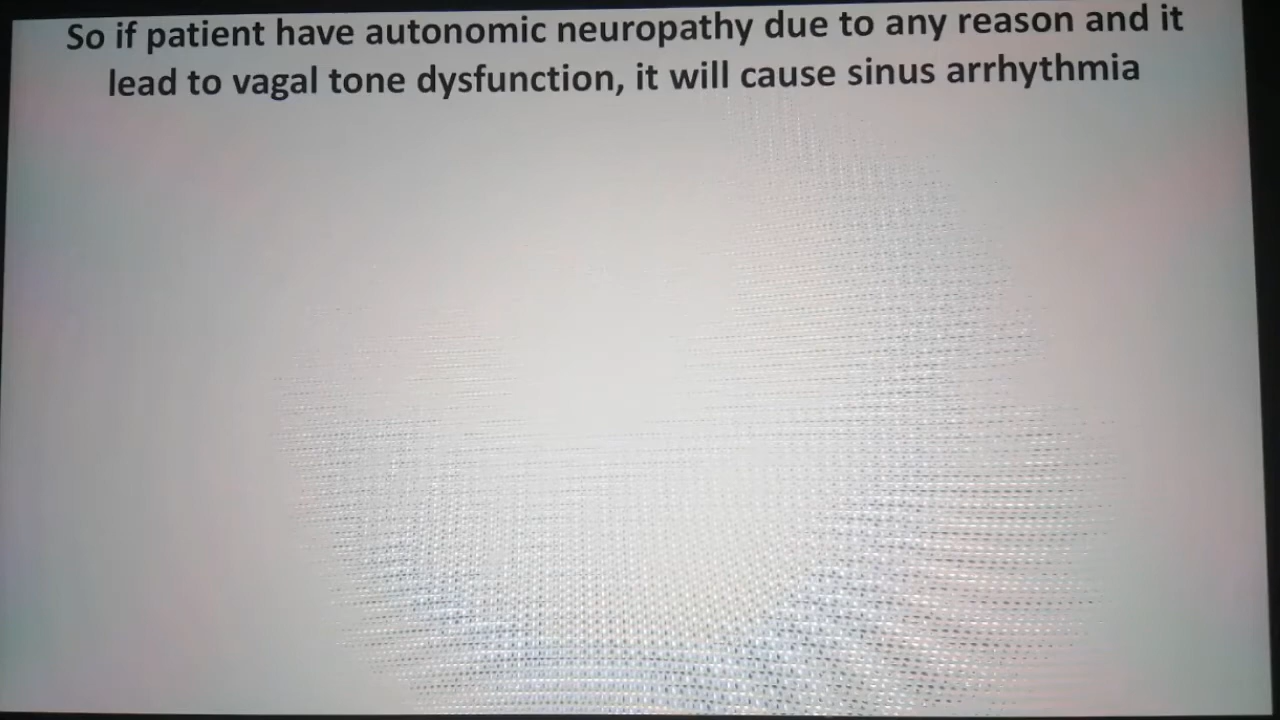 So if patient have autonomic neuropathy due to any reason and it
lead to vagal tone dysfunction, it will cause sinus arrhythmia